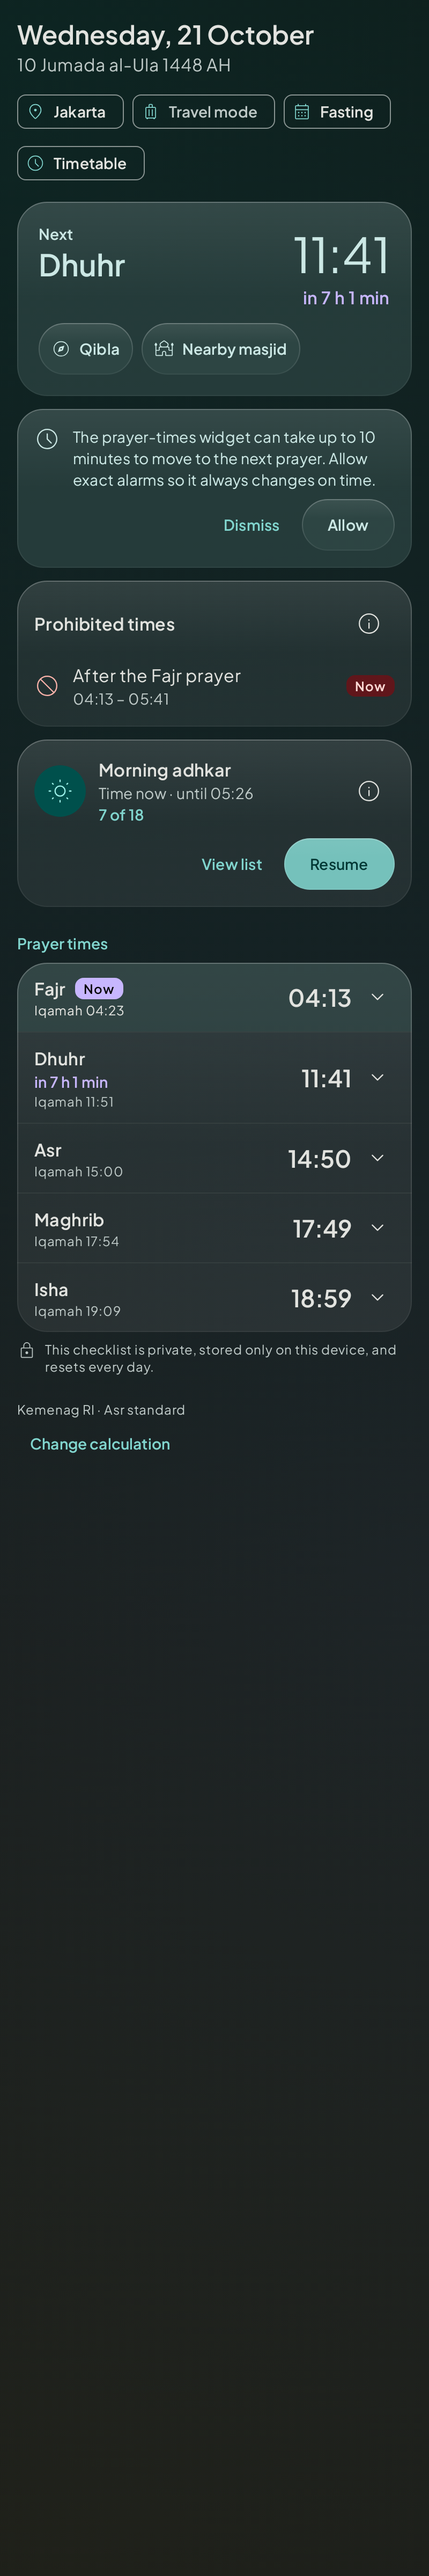 Wednesday, 21 October
10 Jumada al-Ula 1448 AH
Jakarta
Travel mode
Fasting
Timetable
Next
Dhuhr
11:41
in 7 h 1 min
Qibla
Nearby masjid
The prayer-times widget can take up to 10
minutes to move to the next prayer. Allow
exact alarms so it always changes on time.
Dismiss
Allow
Prohibited times
After the Fajr prayer
04:13 – 05:41
Now
Morning adhkar
Time now · until 05:26
7 of 18
View list
Resume
Prayer times
Fajr
Now
Iqamah 04:23
04:13
Dhuhr
in 7 h 1 min
Iqamah 11:51
11:41
Asr
Iqamah 15:00
14:50
Maghrib
Iqamah 17:54
17:49
Isha
Iqamah 19:09
18:59
This checklist is private, stored only on this device, and
resets every day.
Kemenag RI · Asr standard
Change calculation